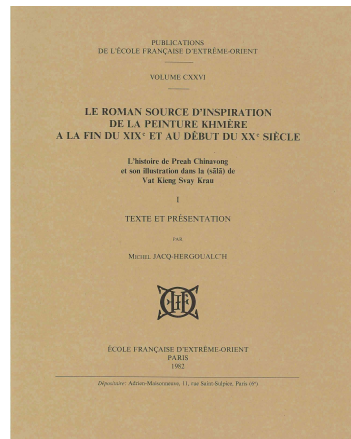 PUBLICATIONS
DE L'ÉCOLE FRANÇAISE D'EXTRÊME-ORIENT
VOLUME CXXVI
LE ROMAN SOURCE D'INSPIRATION
DE LA PEINTURE KHMÈRE
A LA FIN DU XIXᵉ ET AU DÉBUT DU XXᵉ SIÈCLE
L'histoire de Preah Chinavong
et son illustration dans la (sālā) de
Vat Kieng Svay Krau
I
TEXTE ET PRÉSENTATION
PAR
MICHEL JACQ-HERGOUALC'H
ÉCOLE FRANÇAISE D'EXTRÊME-ORIENT
PARIS
1982
Dépositaire: Adrien-Maisonneuve, 11, rue Saint-Sulpice, Paris (6ᵉ)